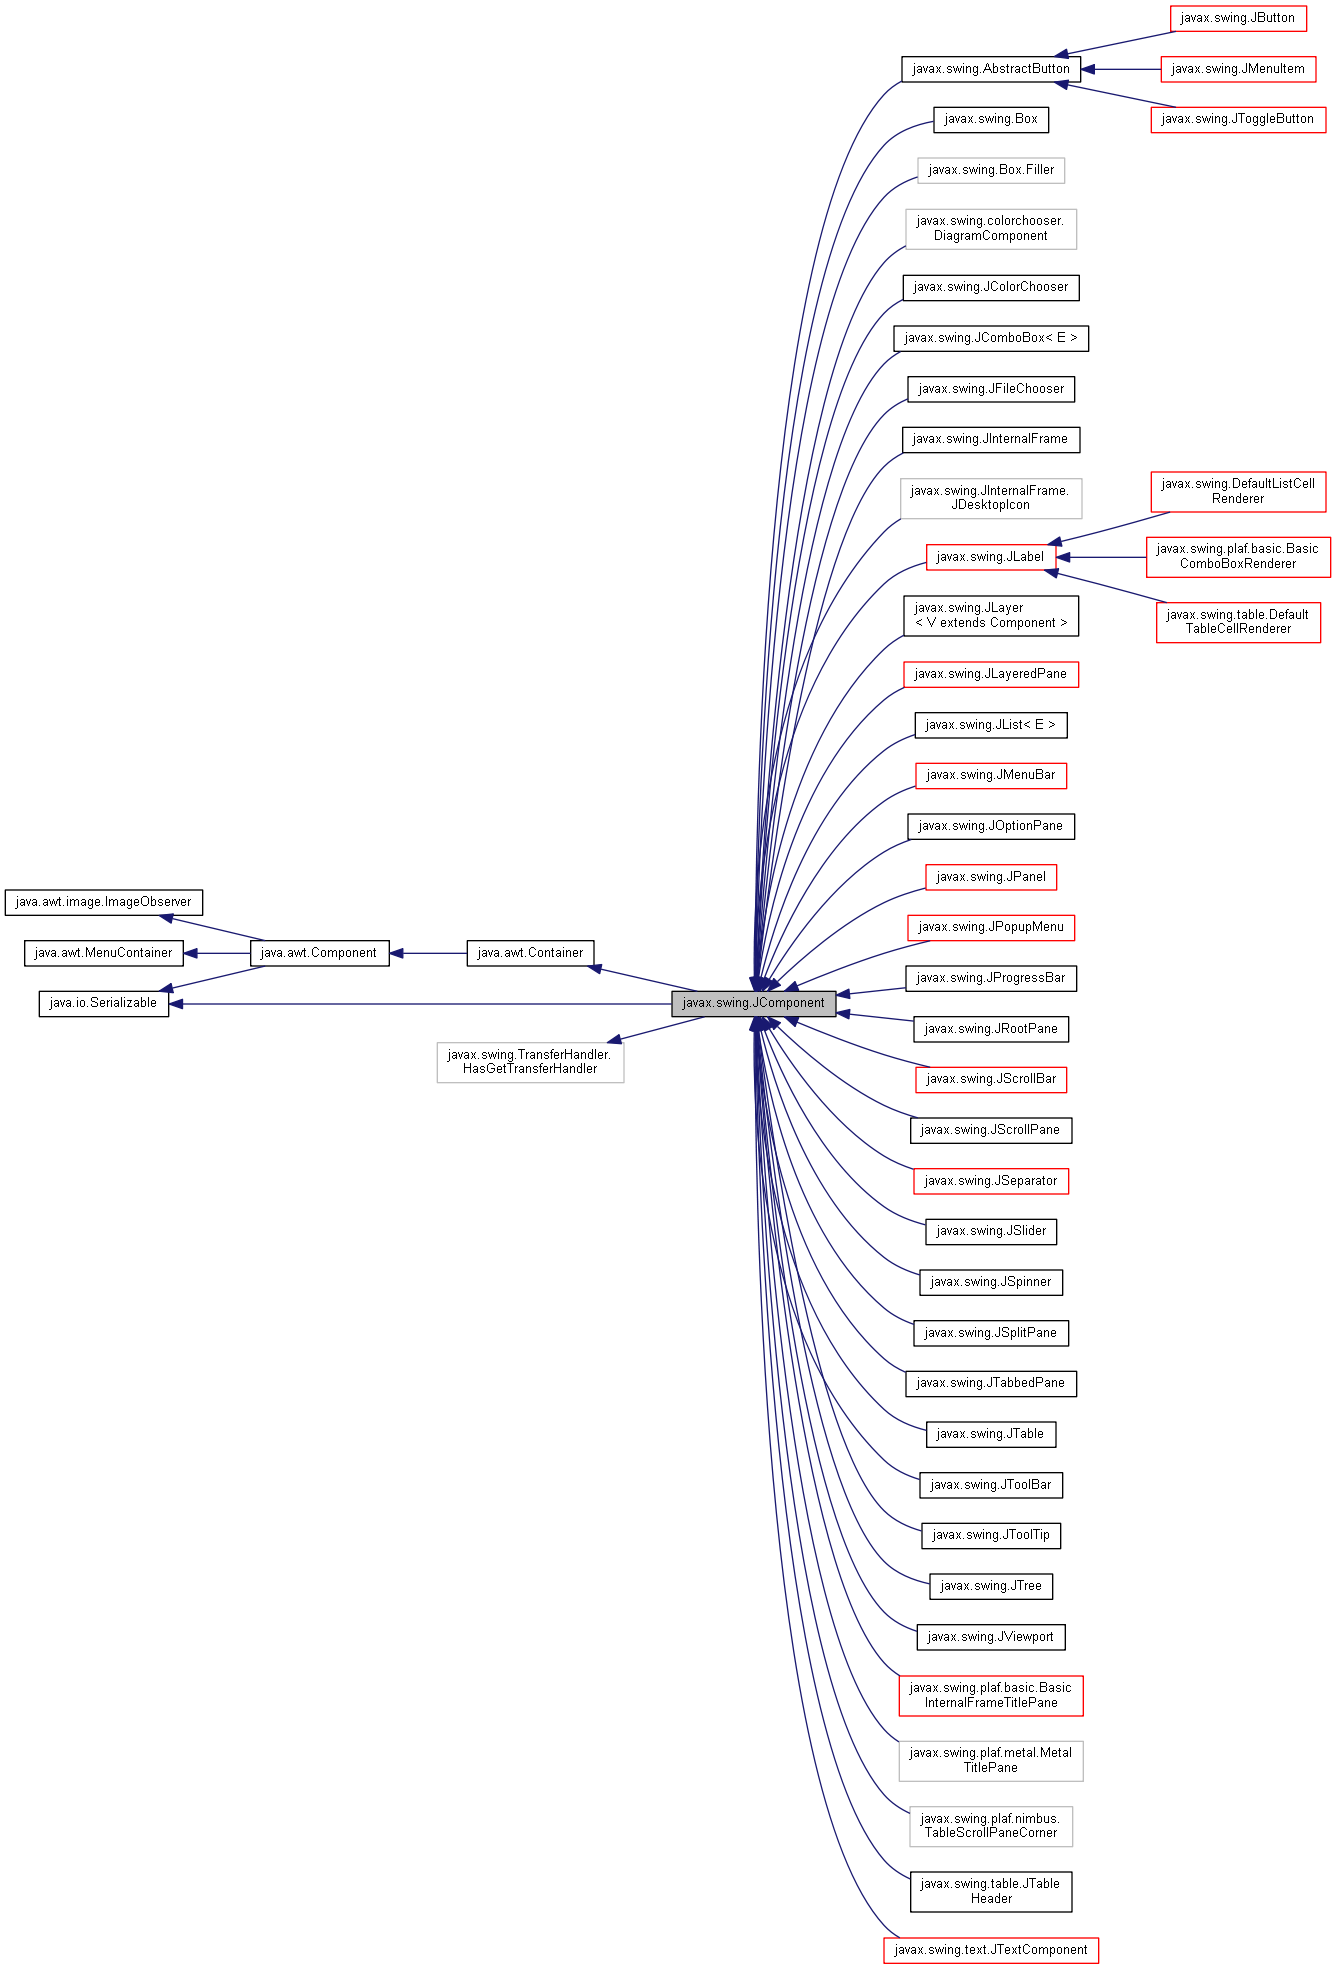 java.awt.image.ImageObserver
java.awt.MenuContainer
java.io.Serializable
java.awt.Component
java.awt.Container
javax.swing.TransferHandler.
HasGetTransferHandler
javax.swing.JComponent
javax.swing.AbstractButton
javax.swing.Box
javax.swing.Box.Filler
javax.swing.colorchooser.
DiagramComponent
javax.swing.JColorChooser
javax.swing.JComboBox< E >
javax.swing.JFileChooser
javax.swing.JInternalFrame
javax.swing.JInternalFrame.
JDesktopIcon
javax.swing.JLabel
javax.swing.JLayer
< V extends Component >
javax.swing.JLayeredPane
javax.swing.JList< E >
javax.swing.JMenuBar
javax.swing.JOptionPane
javax.swing.JPanel
javax.swing.JPopupMenu
javax.swing.JProgressBar
javax.swing.JRootPane
javax.swing.JScrollBar
javax.swing.JScrollPane
javax.swing.JSeparator
javax.swing.JSlider
javax.swing.JSpinner
javax.swing.JSplitPane
javax.swing.JTabbedPane
javax.swing.JTable
javax.swing.JToolBar
javax.swing.JToolTip
javax.swing.JTree
javax.swing.JViewport
javax.swing.plaf.basic.Basic
InternalFrameTitlePane
javax.swing.plaf.metal.Metal
TitlePane
javax.swing.plaf.nimbus.
TableScrollPaneCorner
javax.swing.table.JTable
Header
javax.swing.text.JTextComponent
javax.swing.JButton
javax.swing.JMenuItem
javax.swing.JToggleButton
javax.swing.DefaultListCell
Renderer
javax.swing.plaf.basic.Basic
ComboBoxRenderer
javax.swing.table.Default
TableCellRenderer